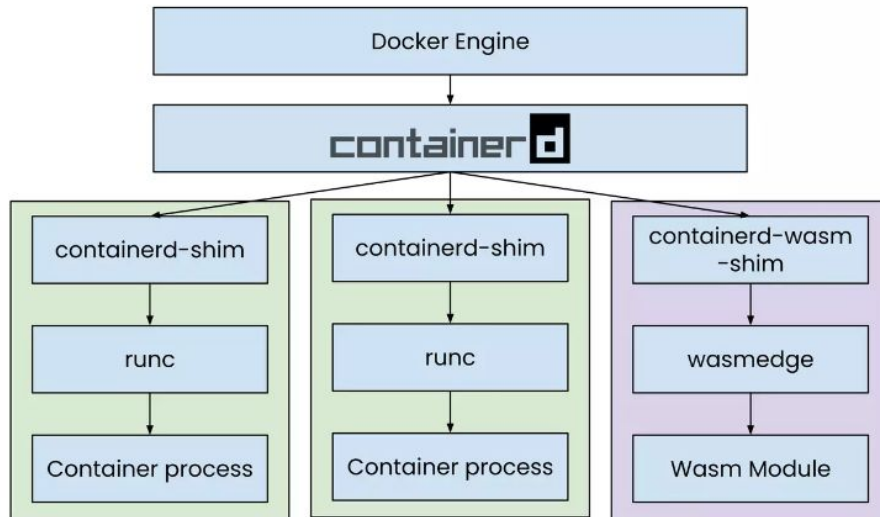 Docker Engine
containerd
containerd-shim
containerd-shim
containerd-wasm
-shim
runc
runc
wasmedge
Container process
Container process
Wasm Module